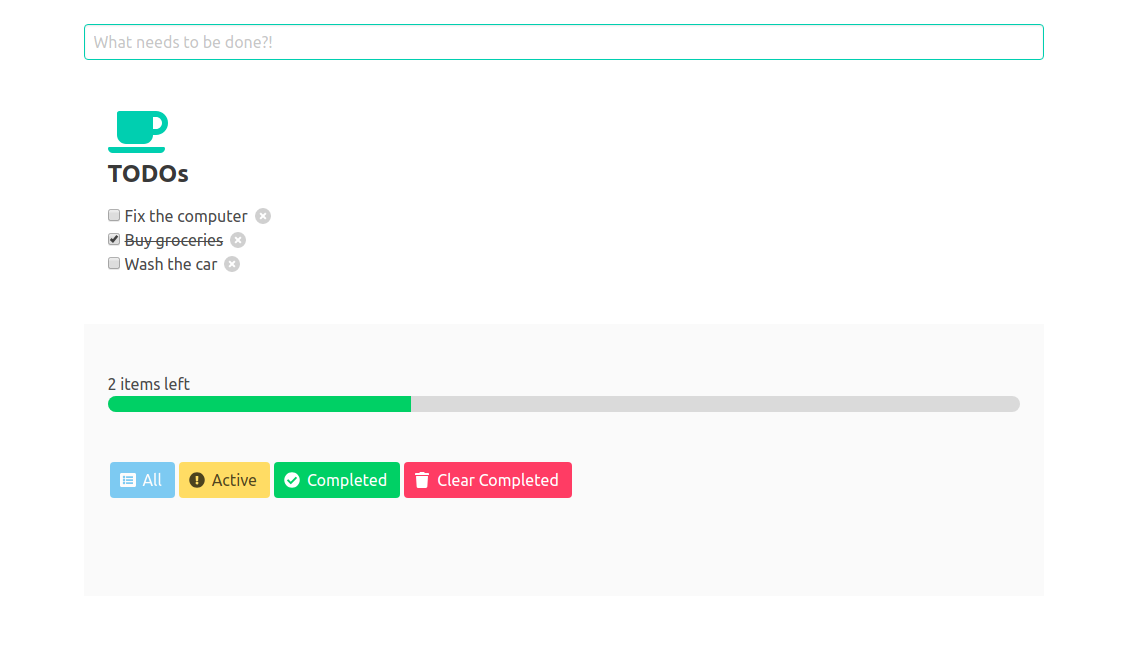 What needs to be done?!
TODOs
Fix the computer
Buy groceries
Wash the car
2 items left
All Active Completed Clear Completed